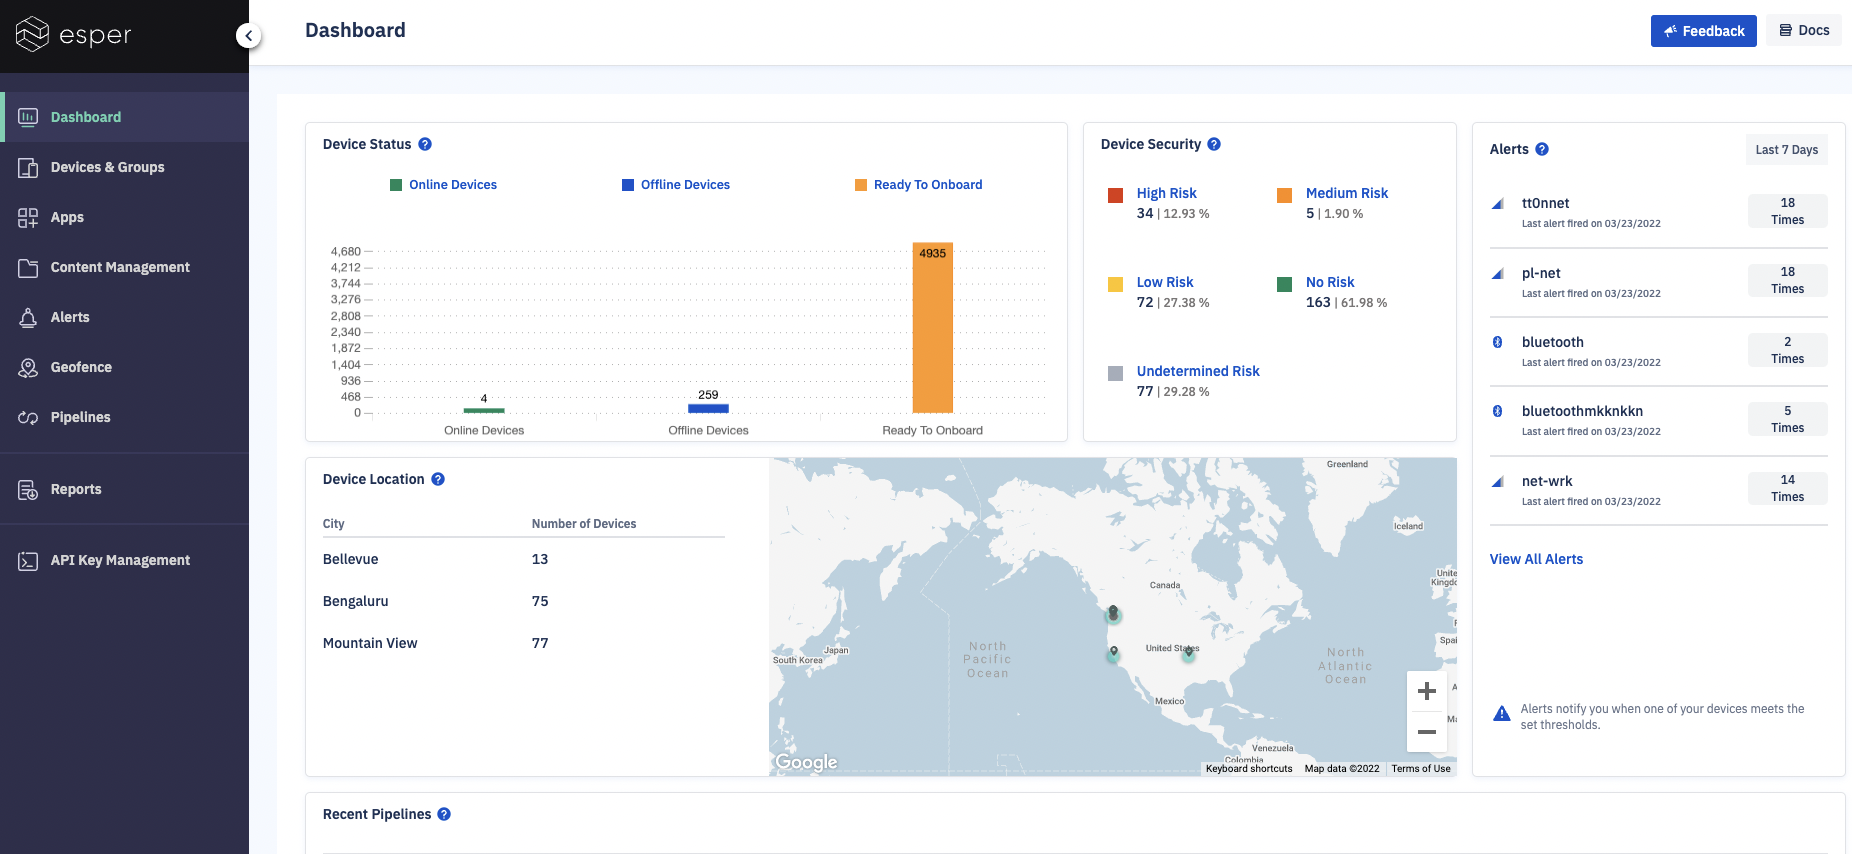 esper
Dashboard
Feedback
Docs
Dashboard
Devices & Groups
Apps
Content Management
Alerts
Geofence
Pipelines
Reports
API Key Management
Device Status
Online Devices
Offline Devices
Ready To Onboard
4,680
4,212
3,744
3,276
2,808
2,340
1,872
1,404
936
468
0
4
259
4935
Online Devices
Offline Devices
Ready To Onboard
Device Security
High Risk
34 | 12.93 %
Medium Risk
5 | 1.90 %
Low Risk
72 | 27.38 %
No Risk
163 | 61.98 %
Undetermined Risk
77 | 29.28 %
Alerts
Last 7 Days
tt0nnet
Last alert fired on 03/23/2022
18
Times
pl-net
Last alert fired on 03/23/2022
18
Times
bluetooth
Last alert fired on 03/23/2022
2
Times
bluetoothmkknkkn
Last alert fired on 03/23/2022
5
Times
net-wrk
Last alert fired on 03/23/2022
14
Times
View All Alerts
Alerts notify you when one of your devices meets the
set thresholds.
Device Location
City
Number of Devices
Bellevue
13
Bengaluru
75
Mountain View
77
Greenland
Iceland
Canada
Unite
Kingdo
Spai
Japan
South Korea
North
Pacific
Ocean
United States
North
Atlantic
Ocean
Mexico
Venezuela
Colombia
Google
Keyboard shortcuts
Map data ©2022
Terms of Use
Recent Pipelines